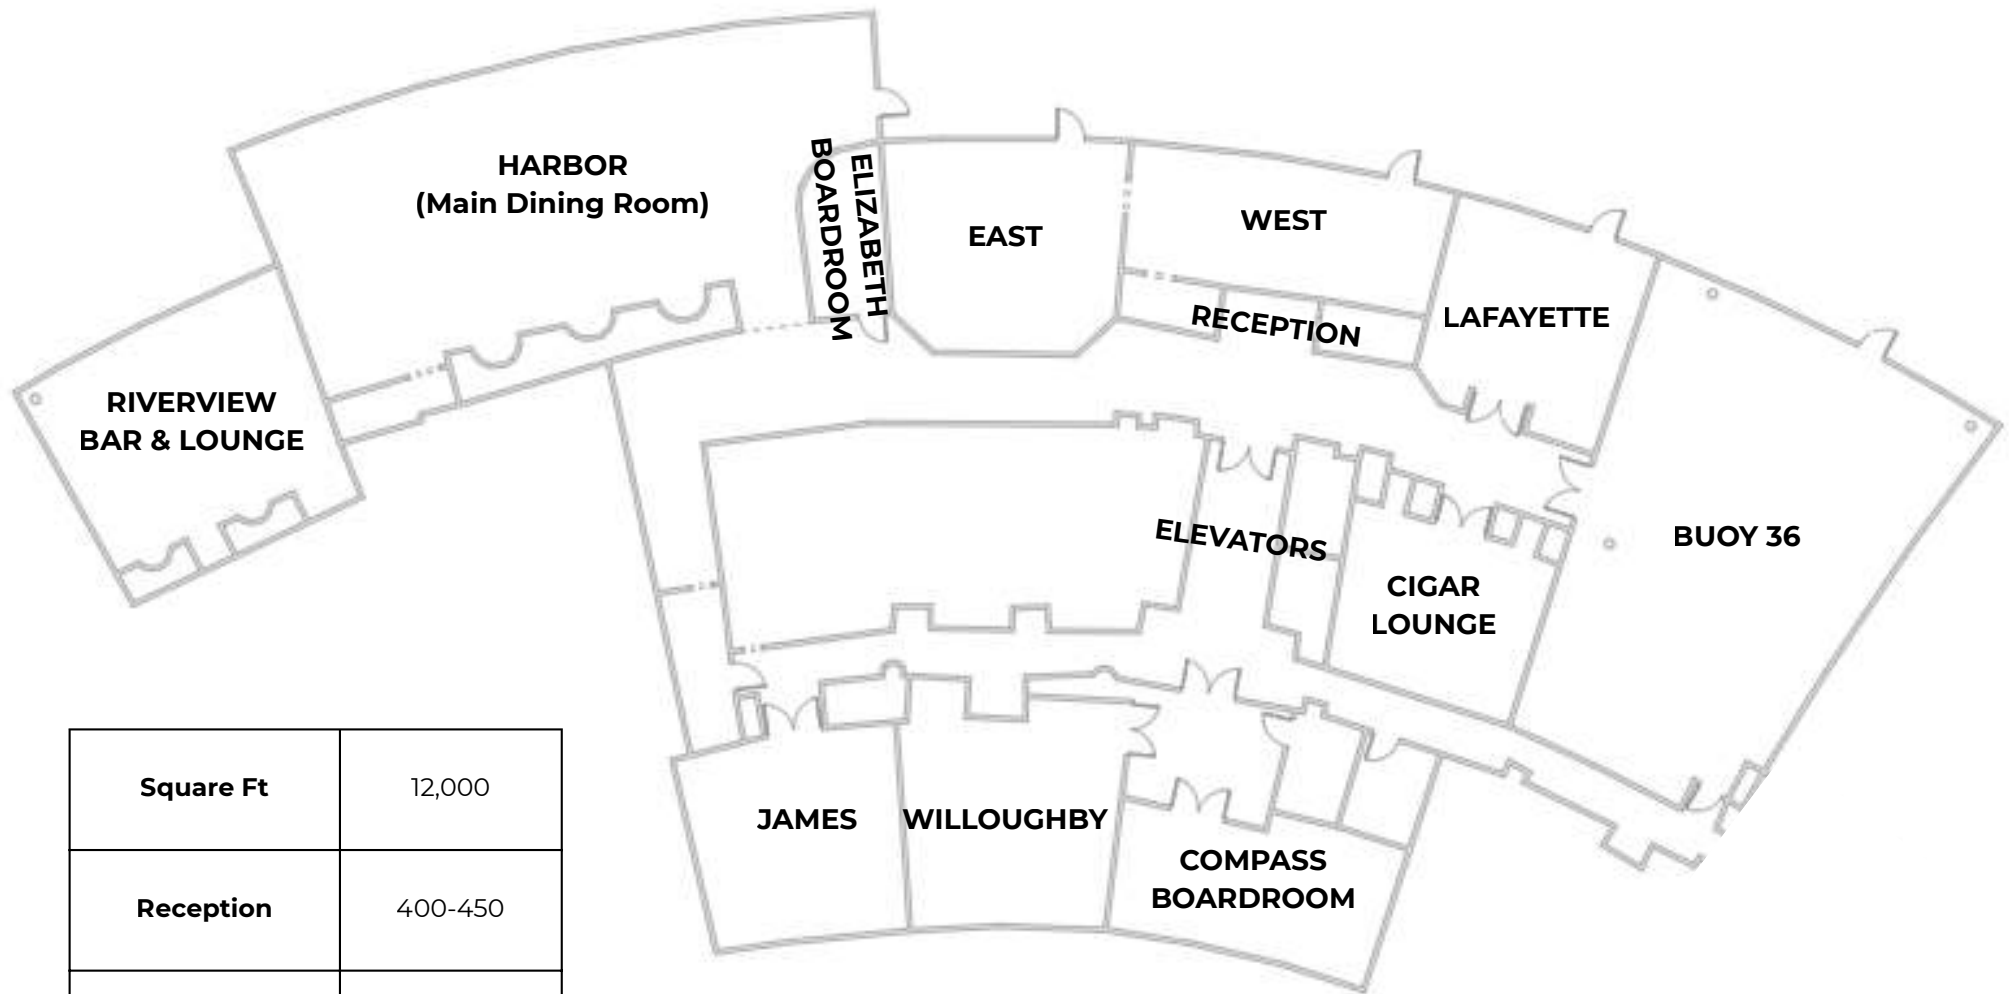 HARBOR
(Main Dining Room)
ELIZABETH
BOARDROOM
EAST
WEST
RECEPTION
LAFAYETTE
RIVERVIEW
BAR & LOUNGE
BUOY 36
ELEVATORS
CIGAR
LOUNGE
JAMES
WILLOUGHBY
COMPASS
BOARDROOM
Square Ft 12,000
Reception 400-450